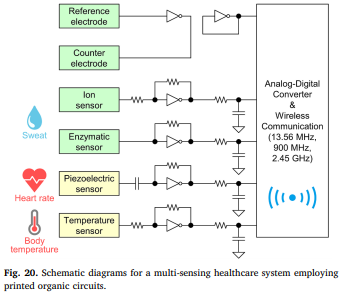 Reference
electrode
Counter
electrode
Ion
sensor
Enzymatic
sensor
Sweat
Piezoelectric
sensor
Heart rate
Temperature
sensor
Body
temperature
Analog-Digital
Converter
&
Wireless
Communication
(13.56 MHz,
900 MHz,
2.45 GHz)
Fig. 20. Schematic diagrams for a multi-sensing healthcare system employing
printed organic circuits.